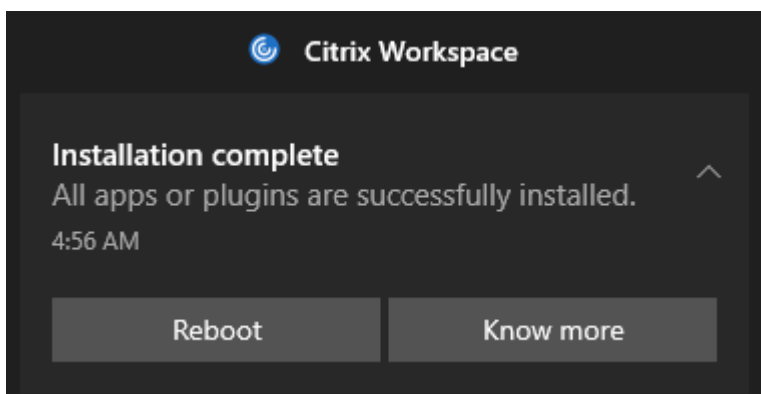 Citrix Workspace
Installation complete
All apps or plugins are successfully installed.
4:56 AM
Reboot
Know more